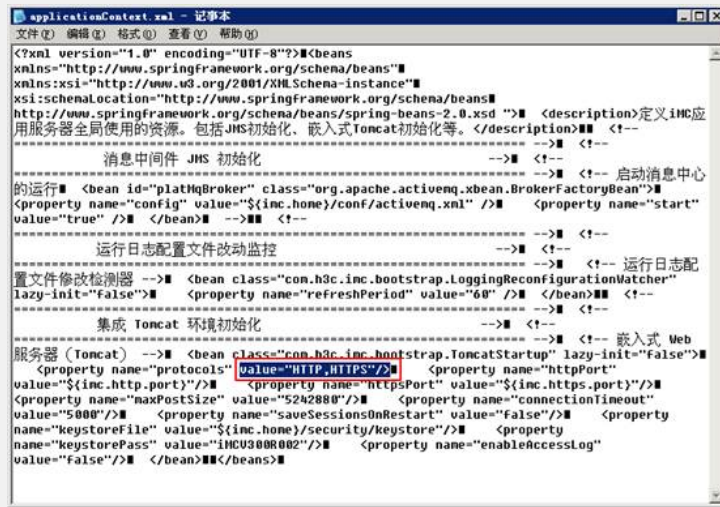 applicationContext.xml - 记事本
文件(F) 编辑(E) 格式(O) 查看(V) 帮助(H)
<?xml version="1.0" encoding="UTF-8"?>■<beans
xmlns="http://www.springframework.org/schema/beans"■
xmlns:xsi="http://www.w3.org/2001/XMLSchema-instance"■
xsi:schemaLocation="http://www.springframework.org/schema/beans■
http://www.springframework.org/schema/beans/spring-beans-2.0.xsd ">■ <description>定义iMC应
用服务器全局使用的资源。包括JMS初始化、嵌入式Tomcat初始化等。</description>■■ <!--
================================================================ -->■ <!--
消息中间件 JMS 初始化 -->■ <!--
================================================================ -->■ <!-- 启动消息中心
的运行■ <bean id="platMqBroker" class="org.apache.activemq.xbean.BrokerFactoryBean">■
<property name="config" value="${imc.home}/conf/activemq.xml" />■ <property name="start"
value="true" />■ </bean>■ -->■■ <!--
================================================================ -->■ <!--
运行日志配置文件改动监控 -->■ <!--
================================================================ -->■ <!-- 运行日志配
置文件修改检测器 -->■ <bean class="com.h3c.imc.bootstrap.LoggingReconfigurationWatcher"
lazy-init="false">■ <property name="refreshPeriod" value="60" />■ </bean>■■ <!--
================================================================ -->■ <!--
集成 Tomcat 环境初始化 -->■ <!--
================================================================ -->■ <!-- 嵌入式 Web
服务器（Tomcat） -->■ <bean class="com.h3c.imc.bootstrap.TomcatStartup" lazy-init="false">■
<property name="protocols" value="HTTP,HTTPS"/>■ <property name="httpPort"
value="${imc.http.port}"/>■ <property name="httpsPort" value="${imc.https.port}"/>■
<property name="maxPostSize" value="5242880"/>■ <property name="connectionTimeout"
value="5000"/>■ <property name="saveSessionsOnRestart" value="false"/>■ <property
name="keystoreFile" value="${imc.home}/security/keystore"/>■ <property
name="keystorePass" value="iMCV300R002"/>■ <property name="enableAccessLog"
value="false"/>■ </bean>■■</beans>■